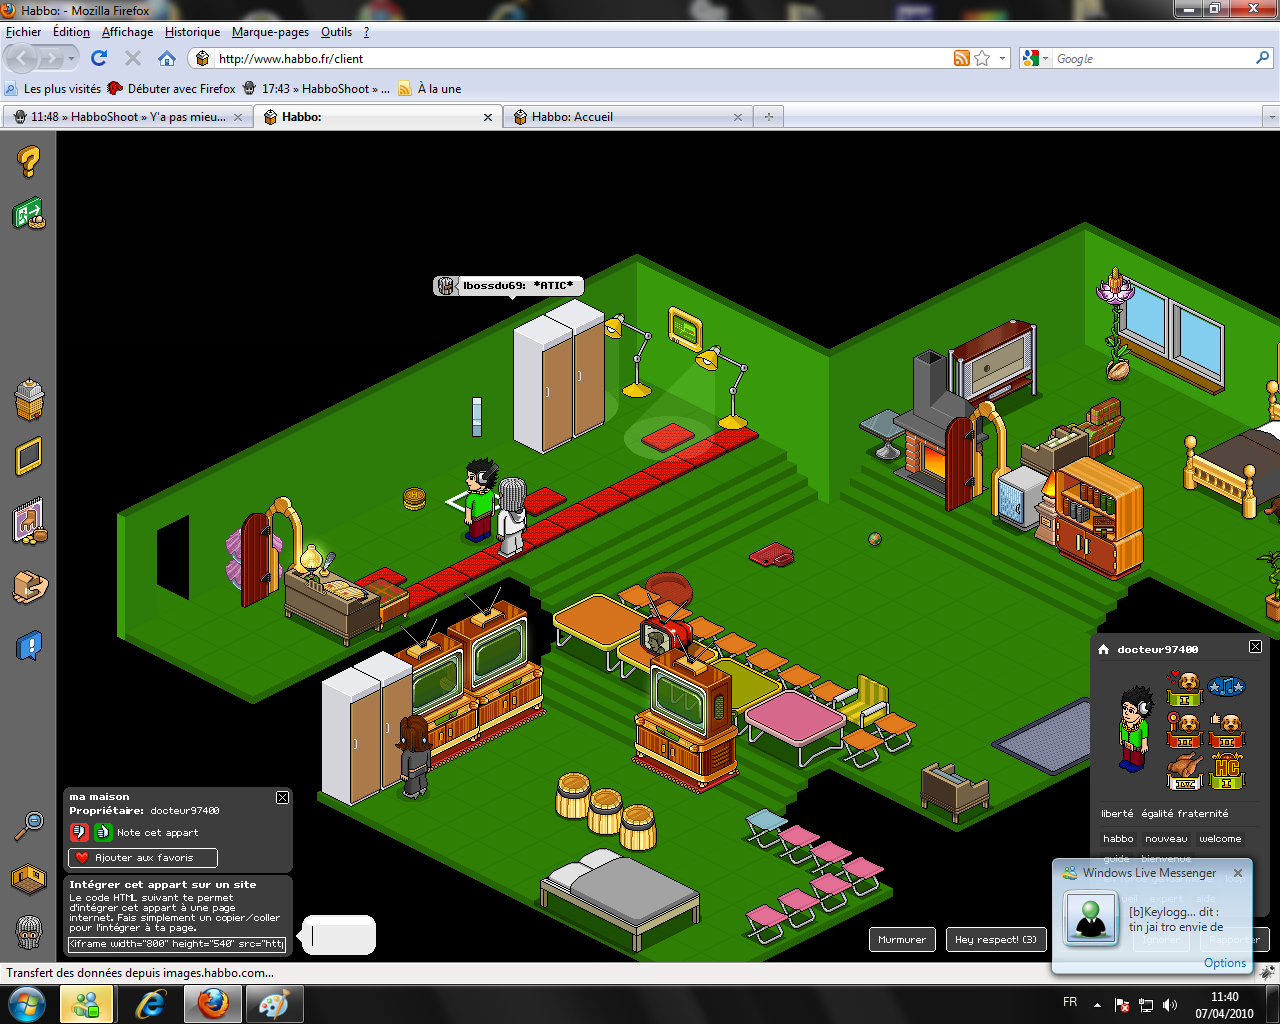 Habbo: - Mozilla Firefox
Fichier Édition Affichage Historique Marque-pages Outils ?
http://www.habbo.fr/client
Google
Les plus visités Débuter avec Firefox 17:43 » HabboShoot » ... À la une
11:48 » HabboShoot » Y'a pas mieu... Habbo: Habbo: Accueil
lbossdu69: *ATIC*
docteur97400
liberté égalité fraternité
habbo nouveau welcome
guide bienvenue
ma maison
Propriétaire: docteur97400
Note cet appart
Ajouter aux favoris
Intégrer cet appart sur un site
Le code HTML suivant te permet
d'intégrer cet appart à une page
internet. Fais simplement un copier/coller
pour l'intégrer à ta page.
<iframe width="800" height="540" src="htt
Murmurer Hey respect! (3) Ignorer Rapporter
Windows Live Messenger
[b]Keylogg... dit :
tin jai tro envie de
Options
Transfert des données depuis images.habbo.com...
FR
11:40
07/04/2010